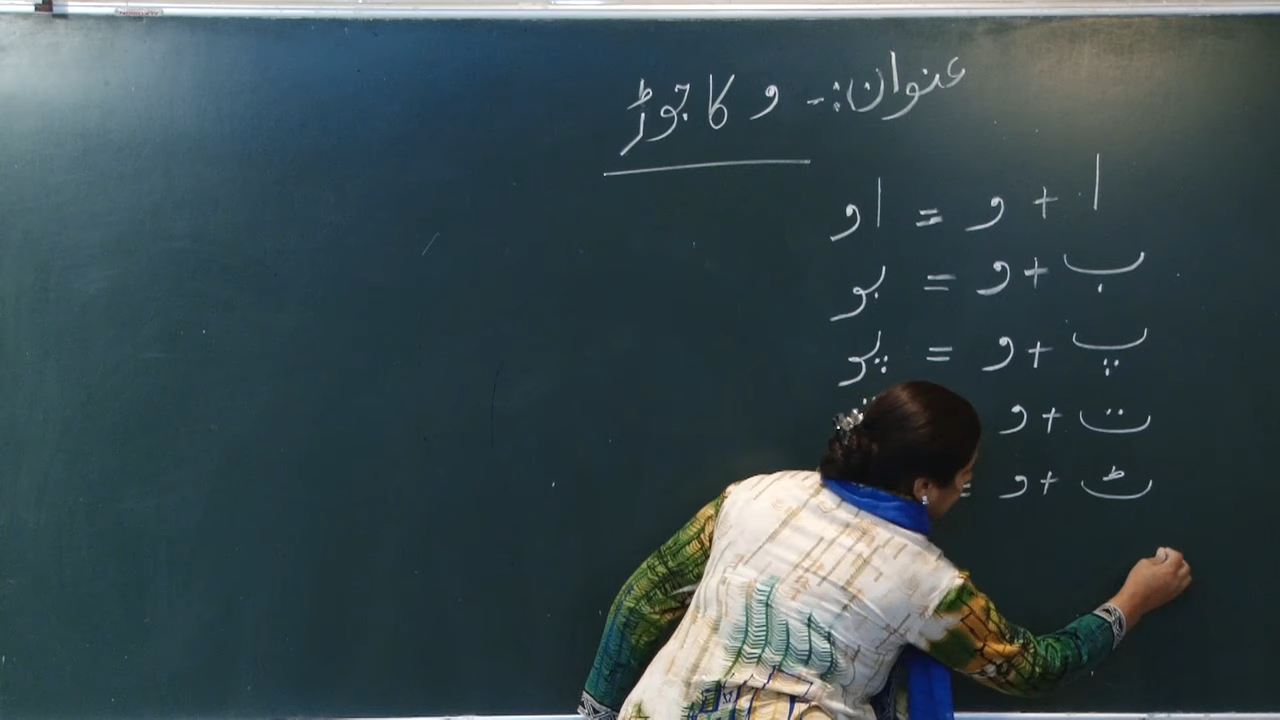 عنوان:- و کا جوڑ
ا + و = او
ب + و = بو
پ + و = پو
ت + و
ٹ + و =